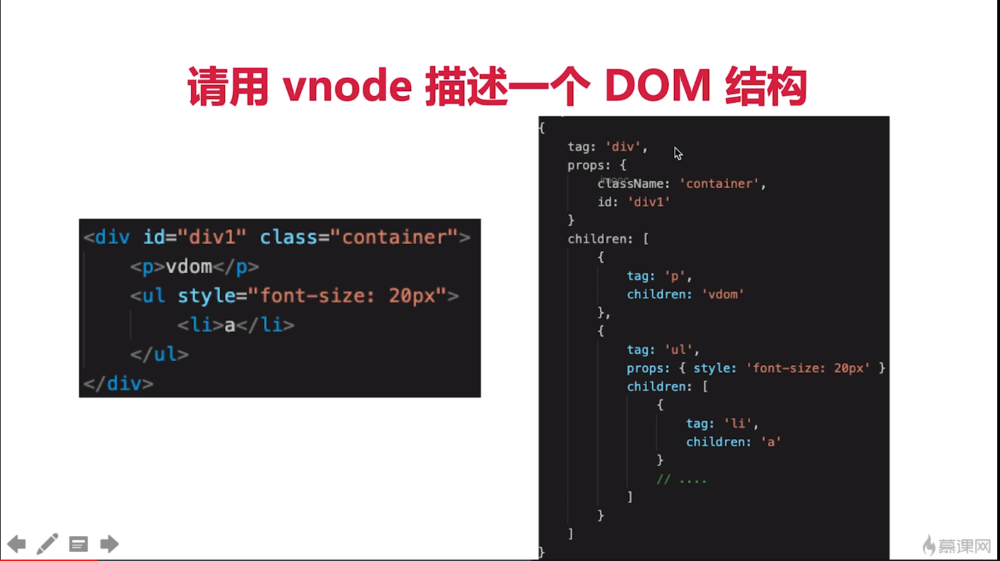 请用 vnode 描述一个 DOM 结构
<div id="div1" class="container">
<p>vdom</p>
<ul style="font-size: 20px">
<li>a</li>
</ul>
</div>
{
tag: 'div',
props: {
className: 'container',
id: 'div1'
}
children: [
{
tag: 'p',
children: 'vdom'
},
{
tag: 'ul',
props: { style: 'font-size: 20px' }
children: [
{
tag: 'li',
children: 'a'
}
// ....
]
}
]
}
imooc
慕课网